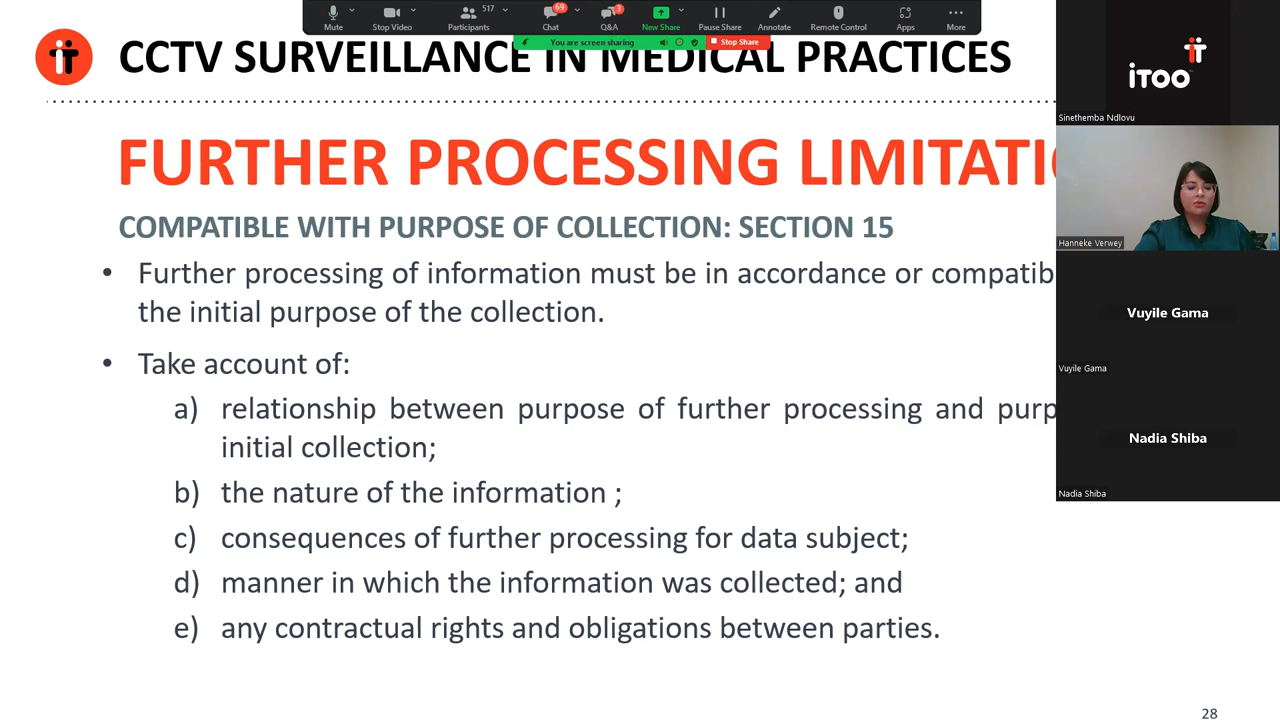 Mute
Stop Video
517
Participants
69
Chat
3
Q&A
New Share
Pause Share
Annotate
Remote Control
Apps
More
You are screen sharing
Stop Share
CCTV SURVEILLANCE IN MEDICAL PRACTICES
iTOO
Sinethemba Ndlovu
FURTHER PROCESSING LIMITATI
COMPATIBLE WITH PURPOSE OF COLLECTION: SECTION 15
Hanneke Verwey
• Further processing of information must be in accordance or compatib
the initial purpose of the collection.
Vuyile Gama
Vuyile Gama
• Take account of:
a) relationship between purpose of further processing and purp
initial collection;
Nadia Shiba
Nadia Shiba
b) the nature of the information ;
c) consequences of further processing for data subject;
d) manner in which the information was collected; and
e) any contractual rights and obligations between parties.
28